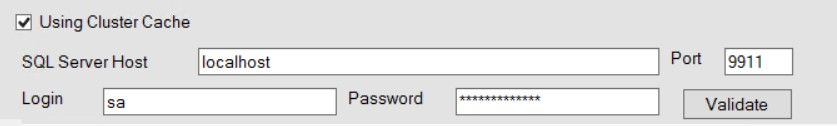 Using Cluster Cache
SQL Server Host localhost Port 9911
Login sa Password ************* Validate